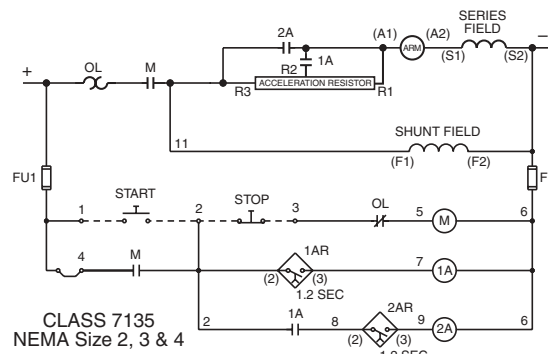 SERIES
FIELD
2A
(A1)
(A2)
−
+
OL
M
1A
ARM
(S1)
(S2)
R2
R3
ACCELERATION RESISTOR
R1
11
SHUNT FIELD
(F1)
(F2)
FU1
F
START
STOP
1
2
3
OL
5
M
6
4
M
1AR
(2)
(3)
7
1A
1.2 SEC
CLASS 7135
NEMA Size 2, 3 & 4
2
1A
8
2AR
(2)
(3)
9
2A
6